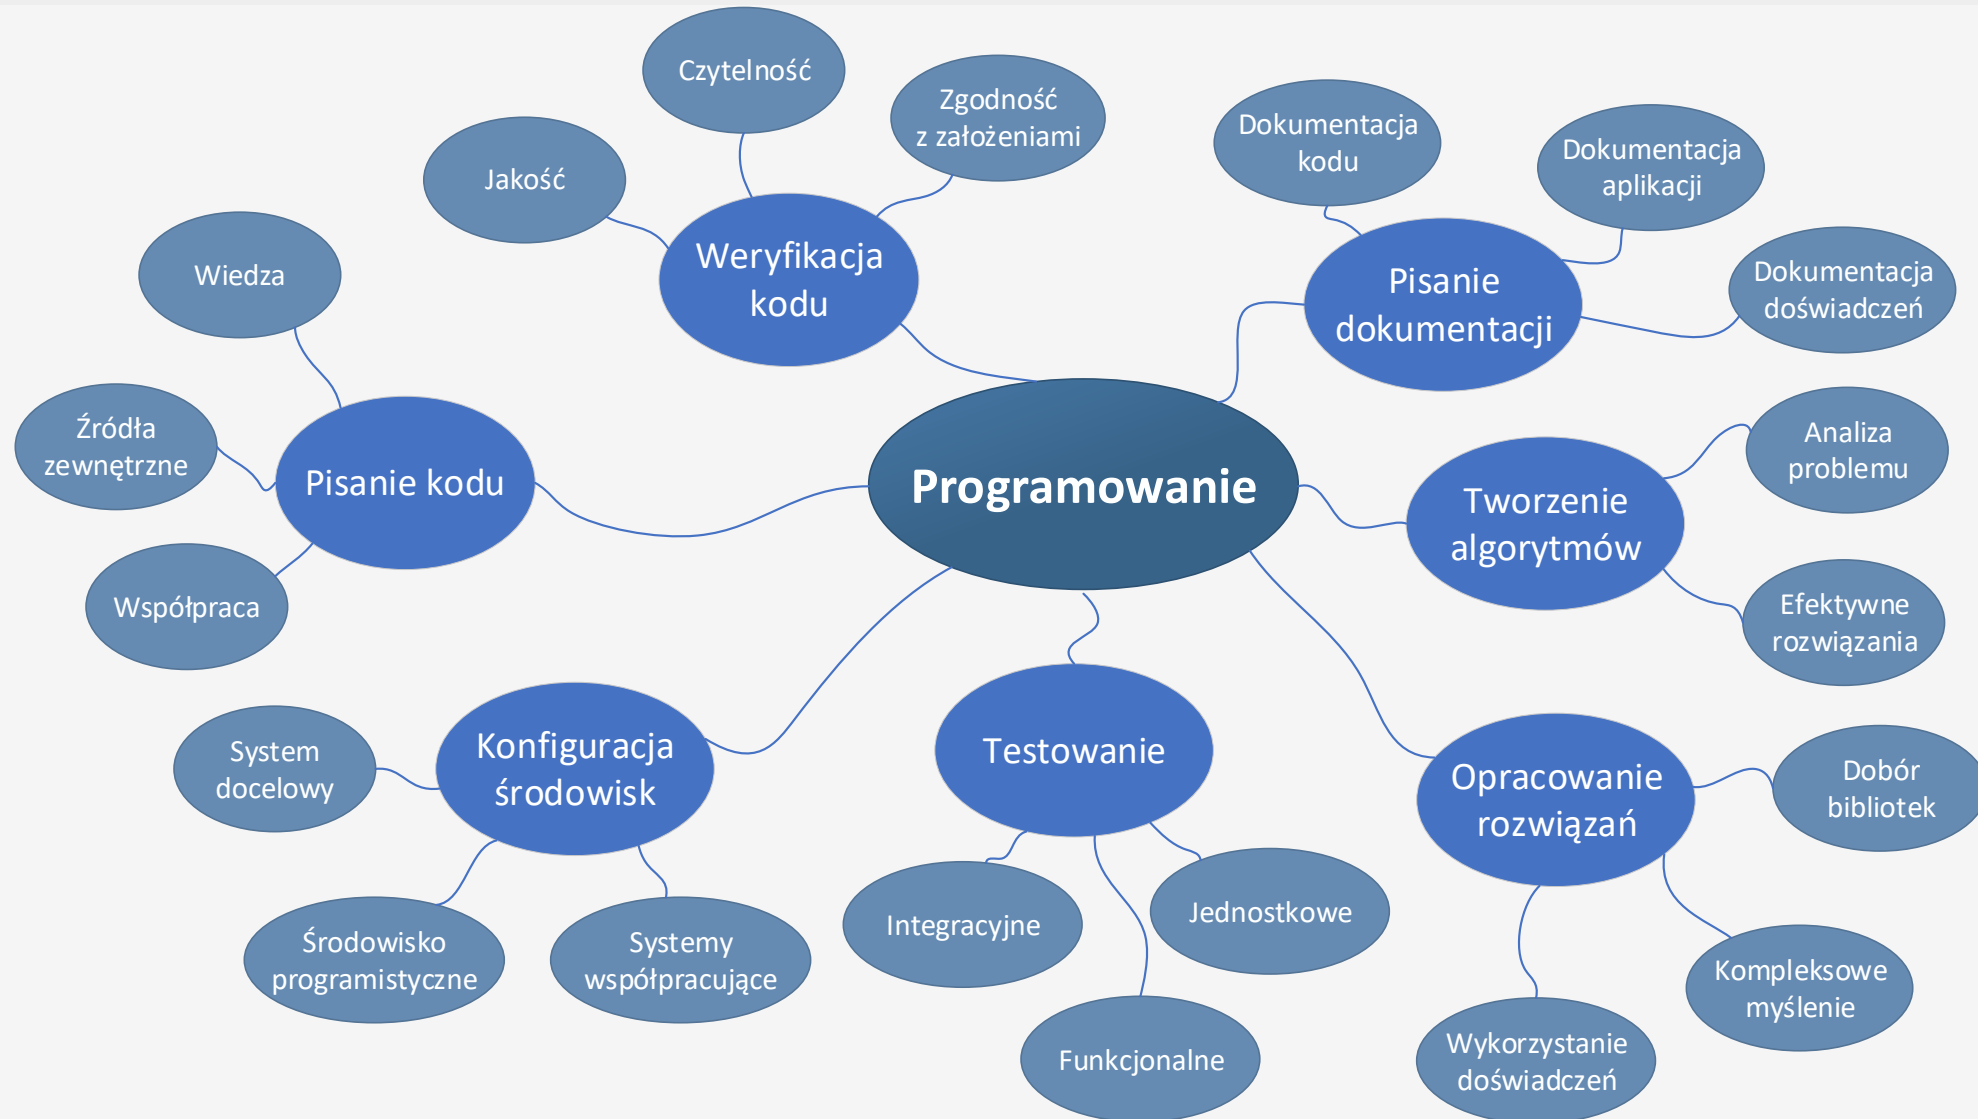 Czytelność
Zgodność
z założeniami
Jakość
Weryfikacja
kodu
Dokumentacja
kodu
Dokumentacja
aplikacji
Dokumentacja
doświadczeń
Pisanie
dokumentacji
Wiedza
Źródła
zewnętrzne
Współpraca
Pisanie kodu
Programowanie
Tworzenie
algorytmów
Analiza
problemu
Efektywne
rozwiązania
Konfiguracja
środowisk
System
docelowy
Środowisko
programistyczne
Systemy
współpracujące
Testowanie
Integracyjne
Jednostkowe
Funkcjonalne
Opracowanie
rozwiązań
Dobór
bibliotek
Kompleksowe
myślenie
Wykorzystanie
doświadczeń